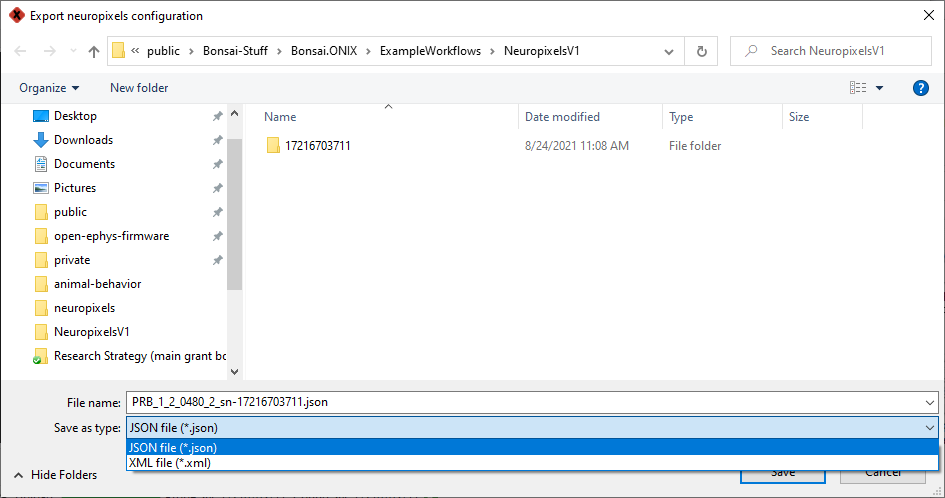 Export neuropixels configuration
« public > Bonsai-Stuff > Bonsai.ONIX > ExampleWorkflows > NeuropixelsV1
Search NeuropixelsV1
Organize
New folder
Name
Date modified
Type
Size
Desktop
Downloads
Documents
Pictures
public
open-ephys-firmware
private
animal-behavior
neuropixels
NeuropixelsV1
Research Strategy (main grant bo
17216703711
8/24/2021 11:08 AM
File folder
File name:
PRB_1_2_0480_2_sn-17216703711.json
Save as type:
JSON file (*.json)
JSON file (*.json)
XML file (*.xml)
Hide Folders
Save
Cancel